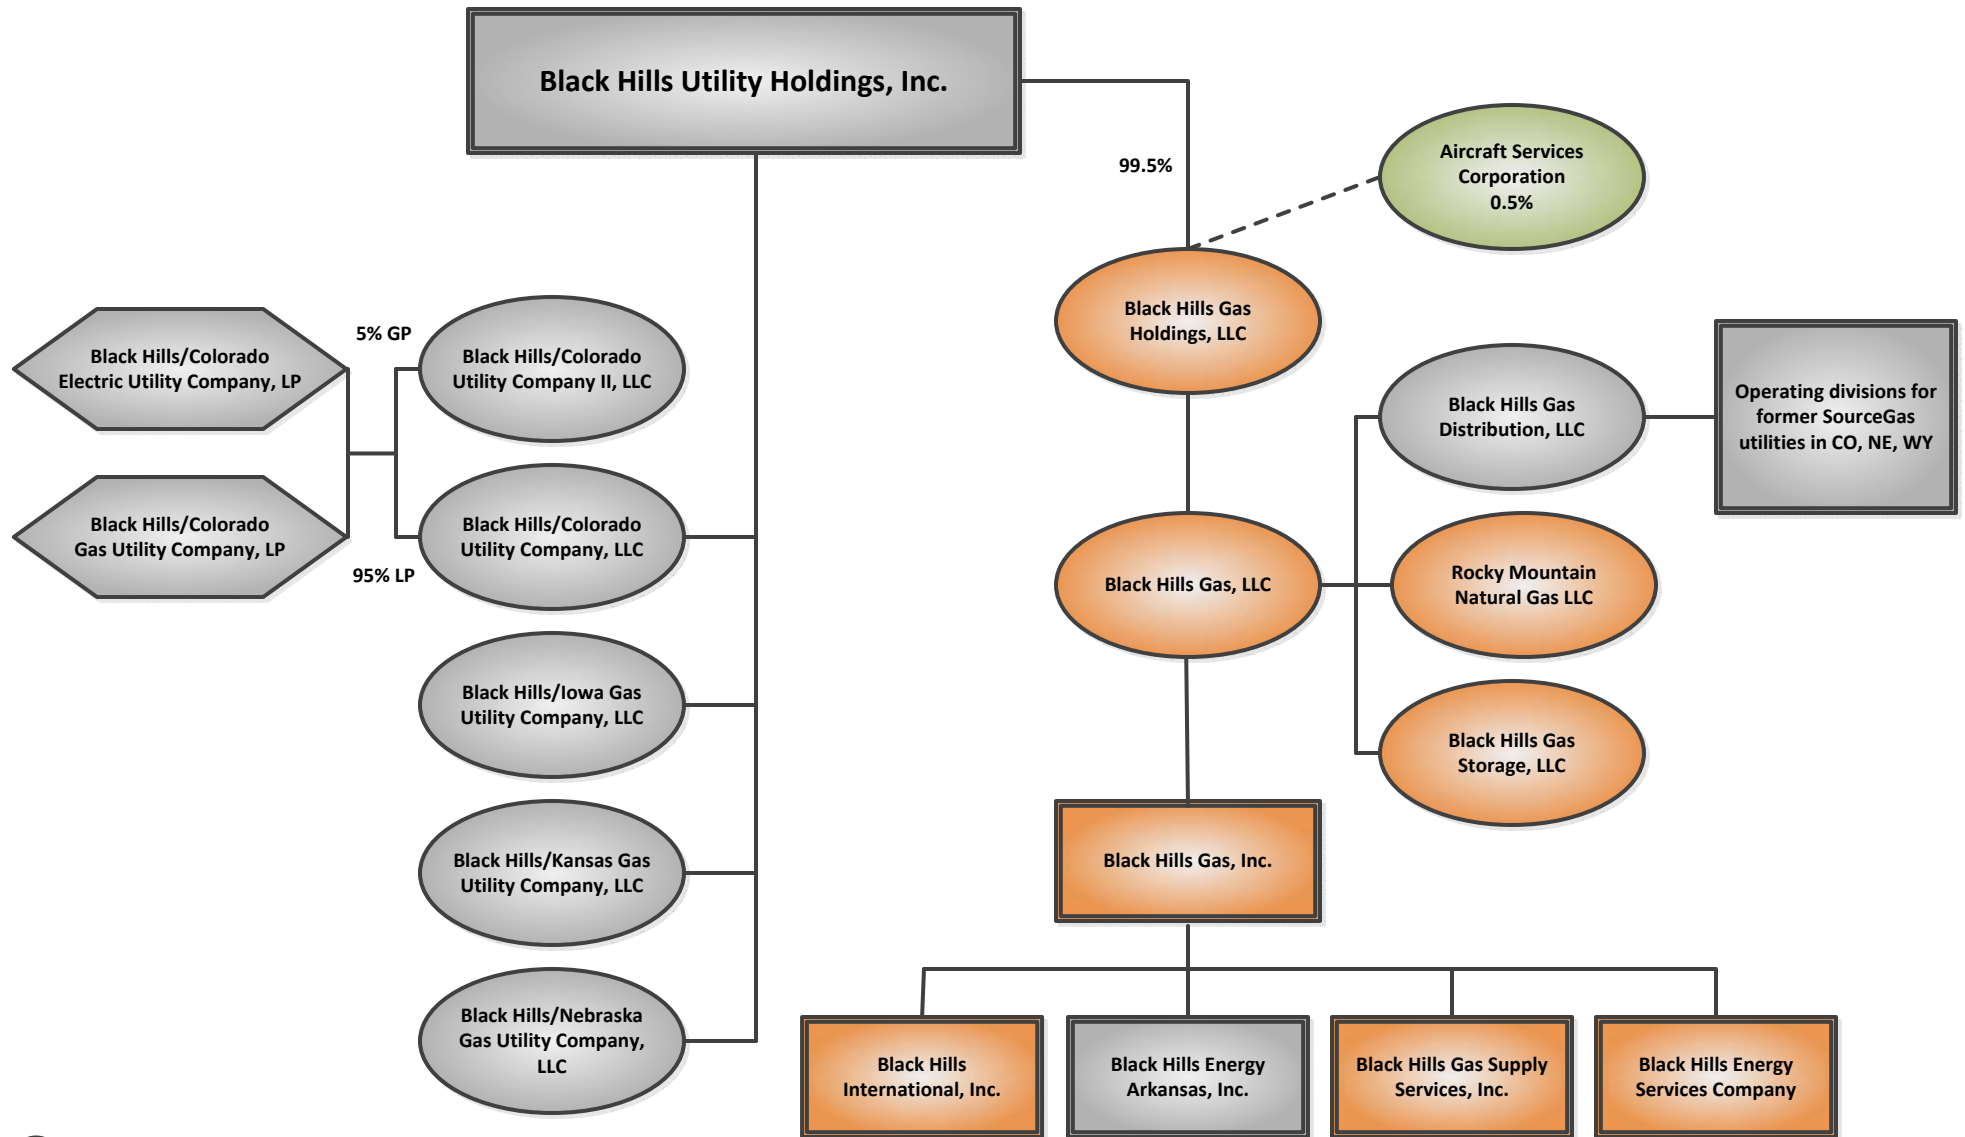 Black Hills Utility Holdings, Inc.
99.5%
Aircraft Services
Corporation
0.5%
Black Hills Gas
Holdings, LLC
Black Hills/Colorado
Electric Utility Company, LP
5% GP
Black Hills/Colorado
Utility Company II, LLC
Black Hills Gas
Distribution, LLC
Operating divisions for
former SourceGas
utilities in CO, NE, WY
Black Hills/Colorado
Gas Utility Company, LP
95% LP
Black Hills/Colorado
Utility Company, LLC
Black Hills Gas, LLC
Rocky Mountain
Natural Gas LLC
Black Hills/Iowa Gas
Utility Company, LLC
Black Hills Gas
Storage, LLC
Black Hills/Kansas Gas
Utility Company, LLC
Black Hills Gas, Inc.
Black Hills/Nebraska
Gas Utility Company,
LLC
Black Hills
International, Inc.
Black Hills Energy
Arkansas, Inc.
Black Hills Gas Supply
Services, Inc.
Black Hills Energy
Services Company